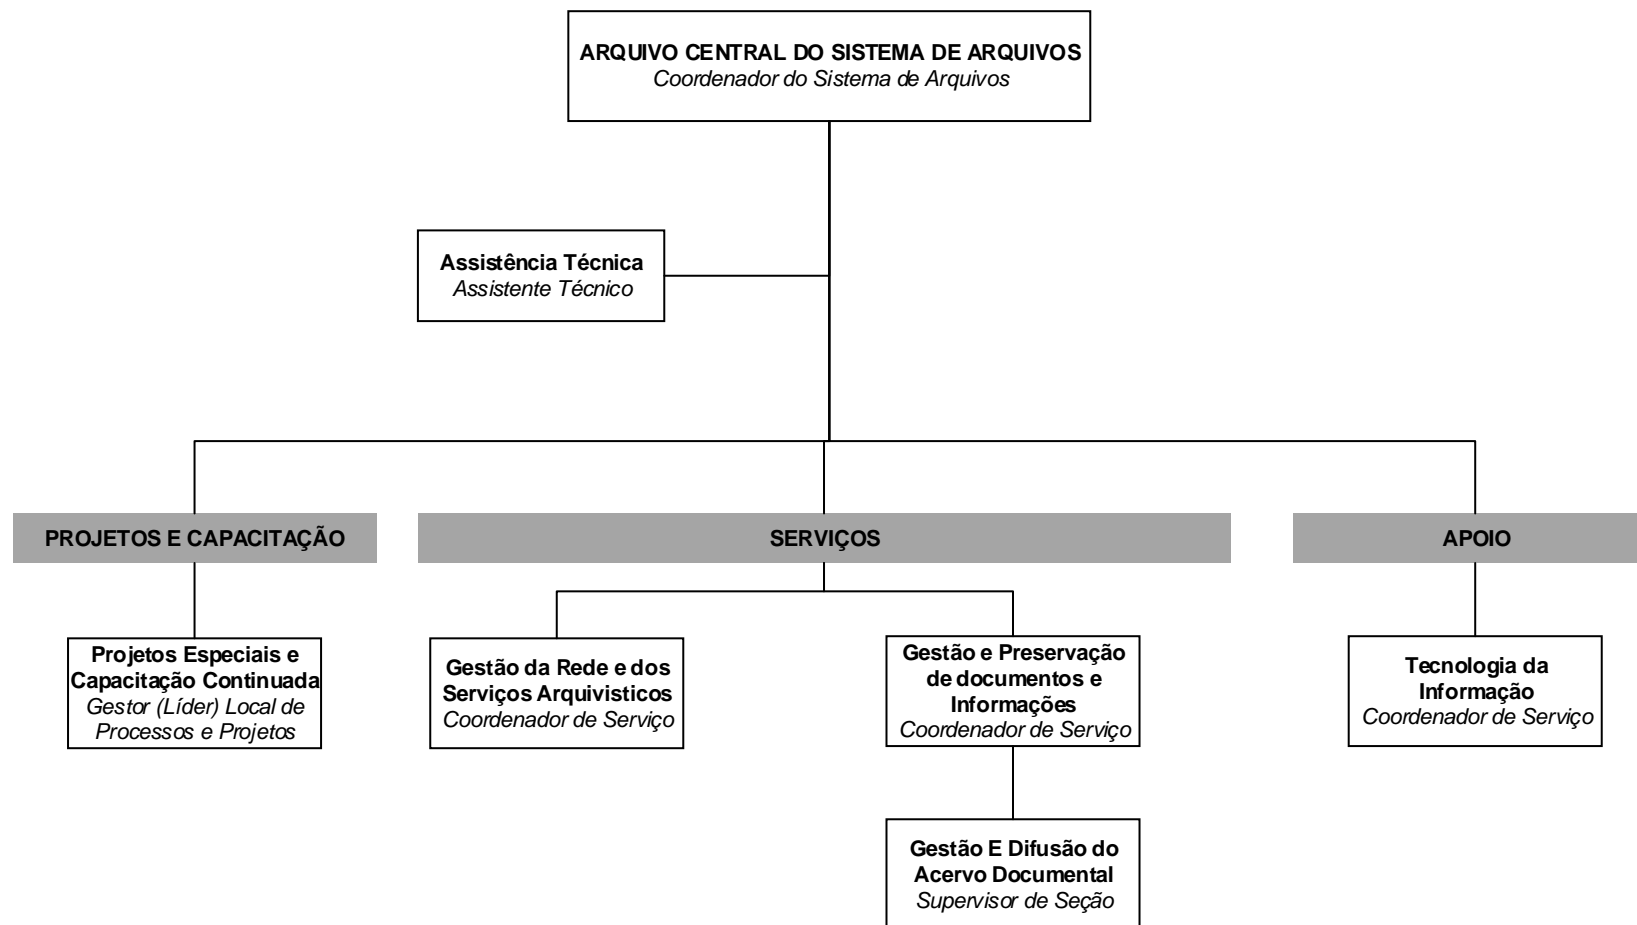 ARQUIVO CENTRAL DO SISTEMA DE ARQUIVOS
Coordenador do Sistema de Arquivos
Assistência Técnica
Assistente Técnico
PROJETOS E CAPACITAÇÃO
SERVIÇOS
APOIO
Projetos Especiais e
Capacitação Continuada
Gestor (Líder) Local de
Processos e Projetos
Gestão da Rede e dos
Serviços Arquivisticos
Coordenador de Serviço
Gestão e Preservação
de documentos e
Informações
Coordenador de Serviço
Tecnologia da
Informação
Coordenador de Serviço
Gestão E Difusão do
Acervo Documental
Supervisor de Seção